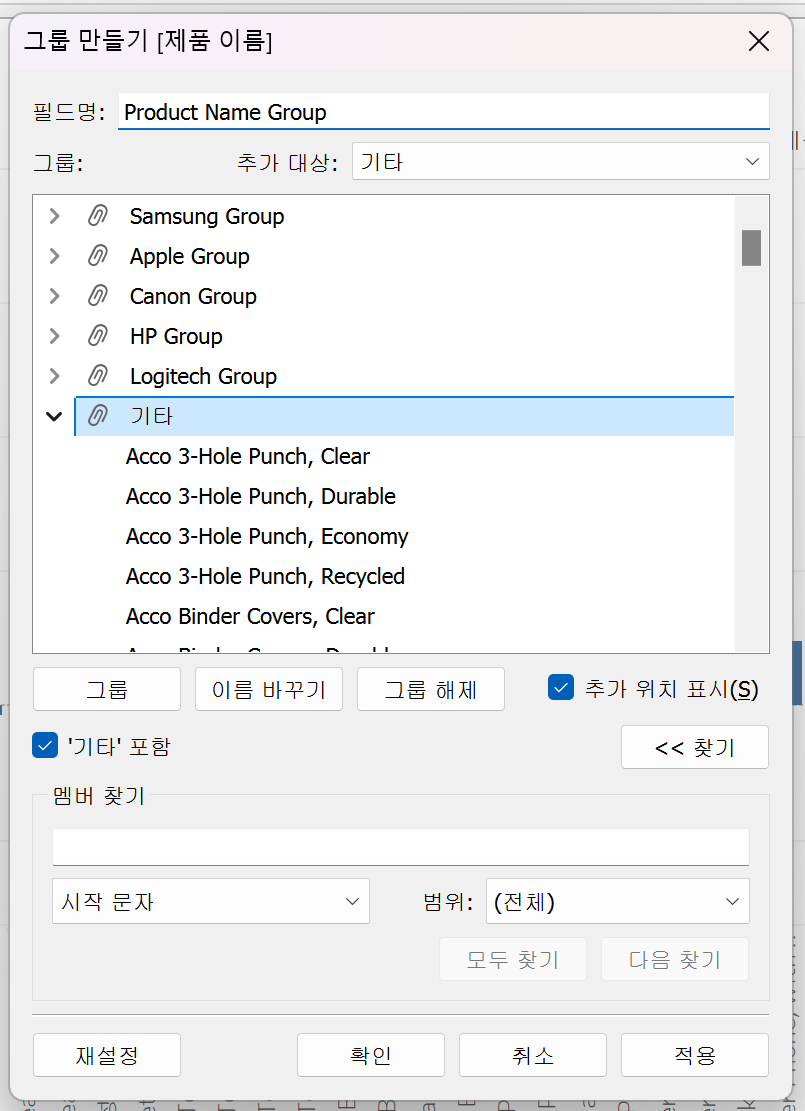 그룹 만들기 [제품 이름]
필드명: Product Name Group
그룹: 추가 대상: 기타
Samsung Group
Apple Group
Canon Group
HP Group
Logitech Group
기타
Acco 3-Hole Punch, Clear
Acco 3-Hole Punch, Durable
Acco 3-Hole Punch, Economy
Acco 3-Hole Punch, Recycled
Acco Binder Covers, Clear
그룹 이름 바꾸기 그룹 해제 추가 위치 표시(S)
'기타' 포함 << 찾기
멤버 찾기
시작 문자 범위: (전체)
모두 찾기 다음 찾기
재설정 확인 취소 적용